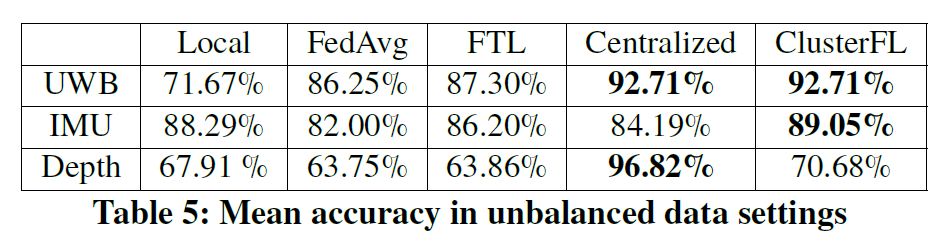 Local FedAvg FTL Centralized ClusterFL
UWB 71.67% 86.25% 87.30% 92.71% 92.71%
IMU 88.29% 82.00% 86.20% 84.19% 89.05%
Depth 67.91 % 63.75% 63.86% 96.82% 70.68%
Table 5: Mean accuracy in unbalanced data settings